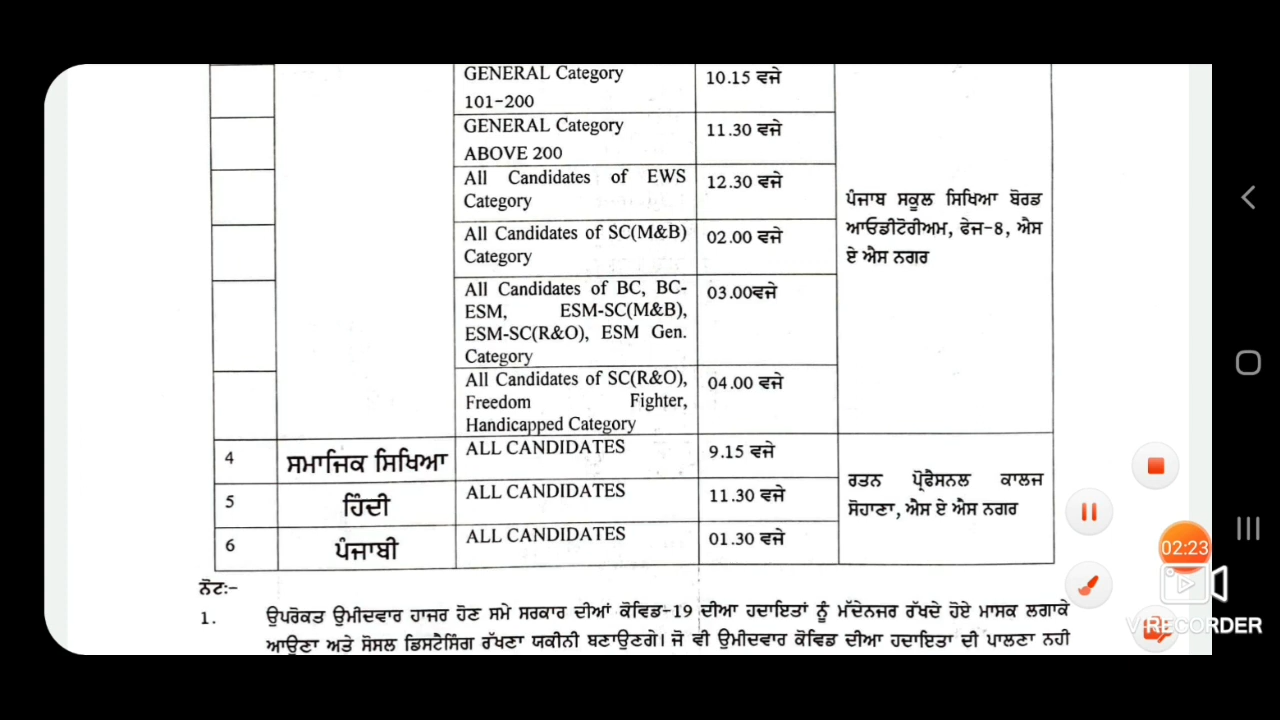 GENERAL Category
101-200
10.15 ਵਜੇ
GENERAL Category
ABOVE 200
11.30 ਵਜੇ
All Candidates of EWS
Category
12.30 ਵਜੇ
All Candidates of SC(M&B)
Category
02.00 ਵਜੇ
All Candidates of BC, BC-
ESM, ESM-SC(M&B),
ESM-SC(R&O), ESM Gen.
Category
03.00ਵਜੇ
All Candidates of SC(R&O),
Freedom Fighter,
Handicapped Category
04.00 ਵਜੇ
ਪੰਜਾਬ ਸਕੂਲ ਸਿਖਿਆ ਬੋਰਡ
ਆਓਡੀਟੋਰੀਅਮ, ਫੇਜ-8, ਐਸ
ਏ ਐਸ ਨਗਰ
4 ਸਮਾਜਿਕ ਸਿਖਿਆ ALL CANDIDATES 9.15 ਵਜੇ
5 ਹਿੰਦੀ ALL CANDIDATES 11.30 ਵਜੇ
6 ਪੰਜਾਬੀ ALL CANDIDATES 01.30 ਵਜੇ
ਰਤਨ ਪ੍ਰੋਫੈਸਨਲ ਕਾਲਜ
ਸੋਹਾਣਾ, ਐਸ ਏ ਐਸ ਨਗਰ
ਨੋਟ:-
1. ਉਪਰੋਕਤ ਉਮੀਦਵਾਰ ਹਾਜਰ ਹੋਣ ਸਮੇ ਸਰਕਾਰ ਦੀਆਂ ਕੋਵਿਡ-19 ਦੀਆ ਹਦਾਇਤਾਂ ਨੂੰ ਮੱਦੇਨਜਰ ਰੱਖਦੇ ਹੋਏ ਮਾਸਕ ਲਗਾਕੇ
ਆਉਣਾ ਅਤੇ ਸੋਸਲ ਡਿਸਟੈਸਿੰਗ ਰੱਖਣਾ ਯਕੀਨੀ ਬਣਾਉਣਗੇ। ਜੋ ਵੀ ਉਮੀਦਵਾਰ ਕੋਵਿਡ ਦੀਆ ਹਦਾਇਤਾ ਦੀ ਪਾਲਣਾ ਨਹੀ
02:23
V-RECORDER